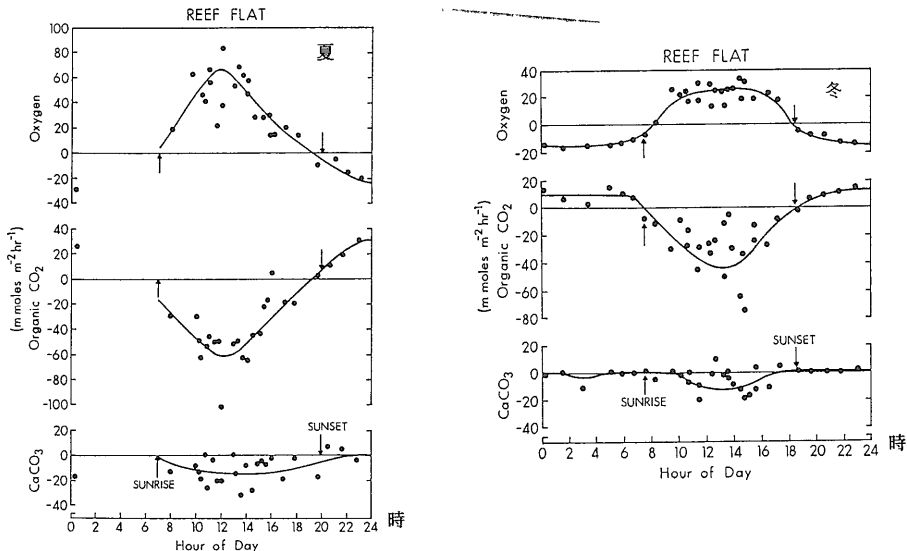 REEF FLAT
夏
Oxygen
100
80
60
40
20
0
-20
-40
(m moles m⁻² hr⁻¹)
Organic CO₂
40
20
0
-20
-40
-60
-80
-100
CaCO₃
20
0
-20
-40
SUNRISE
SUNSET
0 2 4 6 8 10 12 14 16 18 20 22 24 時
Hour of Day
REEF FLAT
冬
Oxygen
40
20
0
-20
(m moles m⁻² hr⁻¹)
Organic CO₂
20
0
-20
-40
-60
-80
CaCO₃
20
0
-20
-40
SUNRISE
SUNSET
0 2 4 6 8 10 12 14 16 18 20 22 24 時
Hour of Day